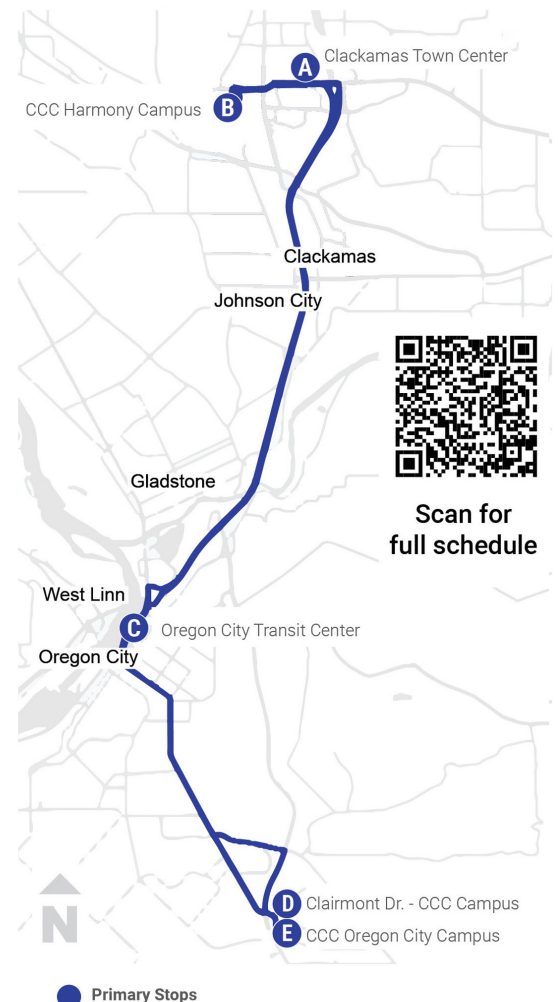 A
Clackamas Town Center
CCC Harmony Campus
B
Clackamas
Johnson City
Gladstone
Scan for
full schedule
West Linn
C
Oregon City Transit Center
Oregon City
D
Clairmont Dr. - CCC Campus
E
CCC Oregon City Campus
N
Primary Stops